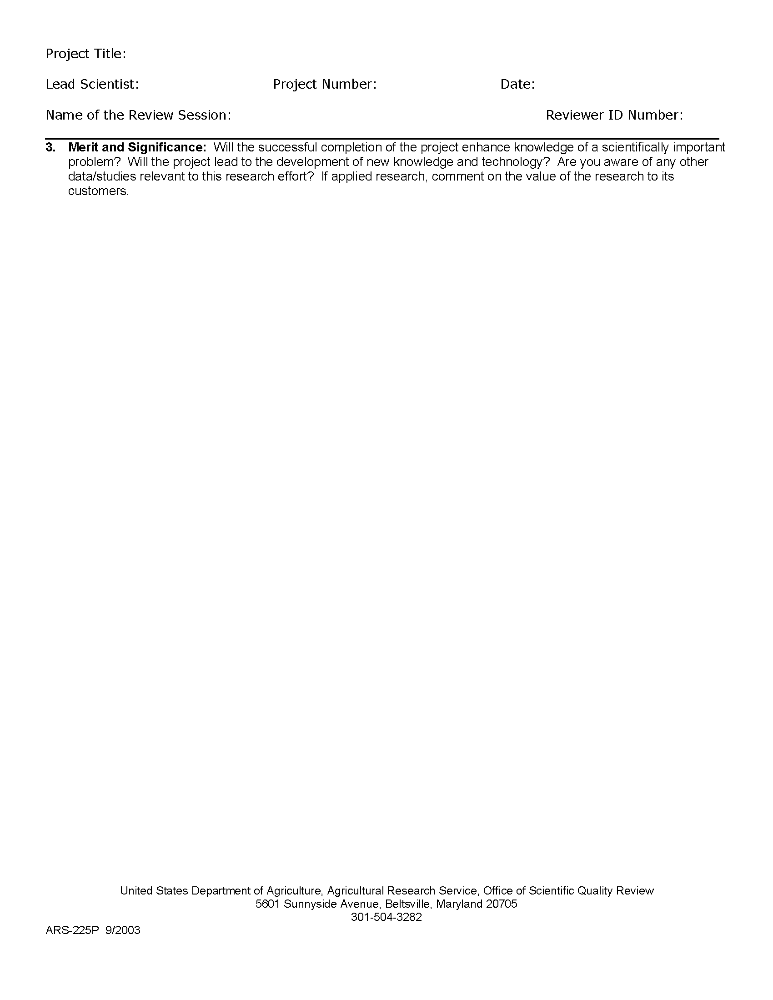 Project Title:
Lead Scientist: Project Number: Date:
Name of the Review Session: Reviewer ID Number:
3. Merit and Significance: Will the successful completion of the project enhance knowledge of a scientifically important
problem? Will the project lead to the development of new knowledge and technology? Are you aware of any other
data/studies relevant to this research effort? If applied research, comment on the value of the research to its
customers.
United States Department of Agriculture, Agricultural Research Service, Office of Scientific Quality Review
5601 Sunnyside Avenue, Beltsville, Maryland 20705
301-504-3282
ARS-225P 9/2003